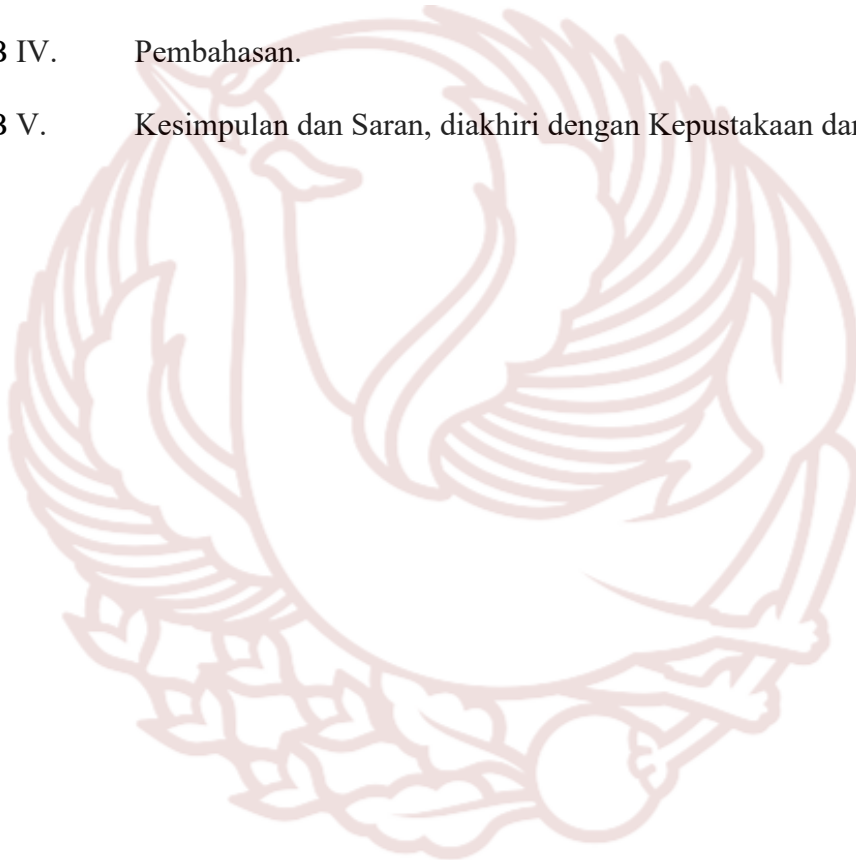 B IV. Pembahasan.
B V. Kesimpulan dan Saran, diakhiri dengan Kepustakaan dan